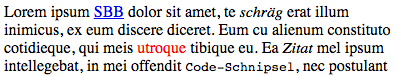 Lorem ipsum SBB dolor sit amet, te schräg erat illum
inimicus, ex eum discere diceret. Eum cu alienum constituto
cotidieque, qui meis utroque tibique eu. Ea Zitat mel ipsum
intellegebat, in mei offendit Code-Schnipsel, nec postulant